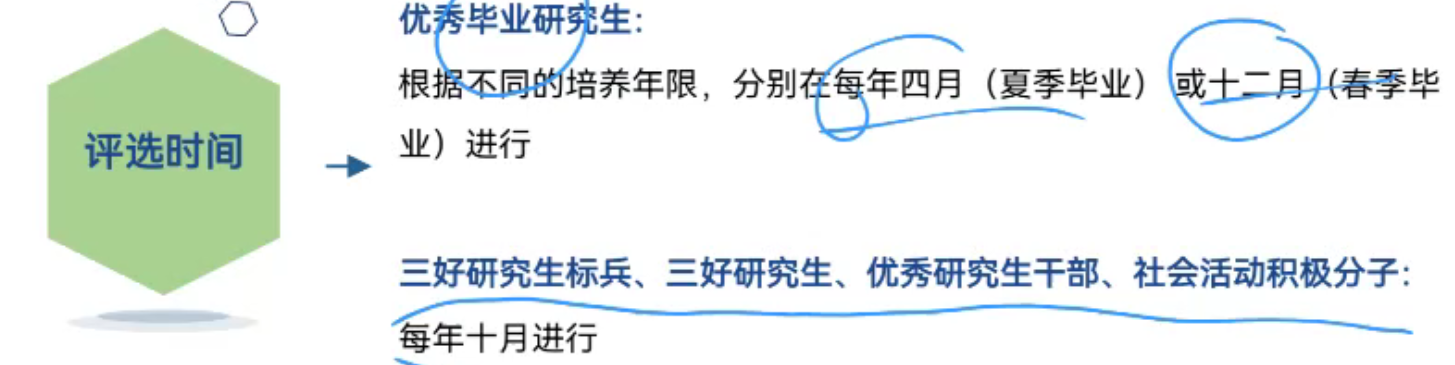 评选时间
优秀毕业研究生：
根据不同的培养年限，分别在每年四月（夏季毕业）或十二月（春季毕
业）进行
三好研究生标兵、三好研究生、优秀研究生干部、社会活动积极分子：
每年十月进行